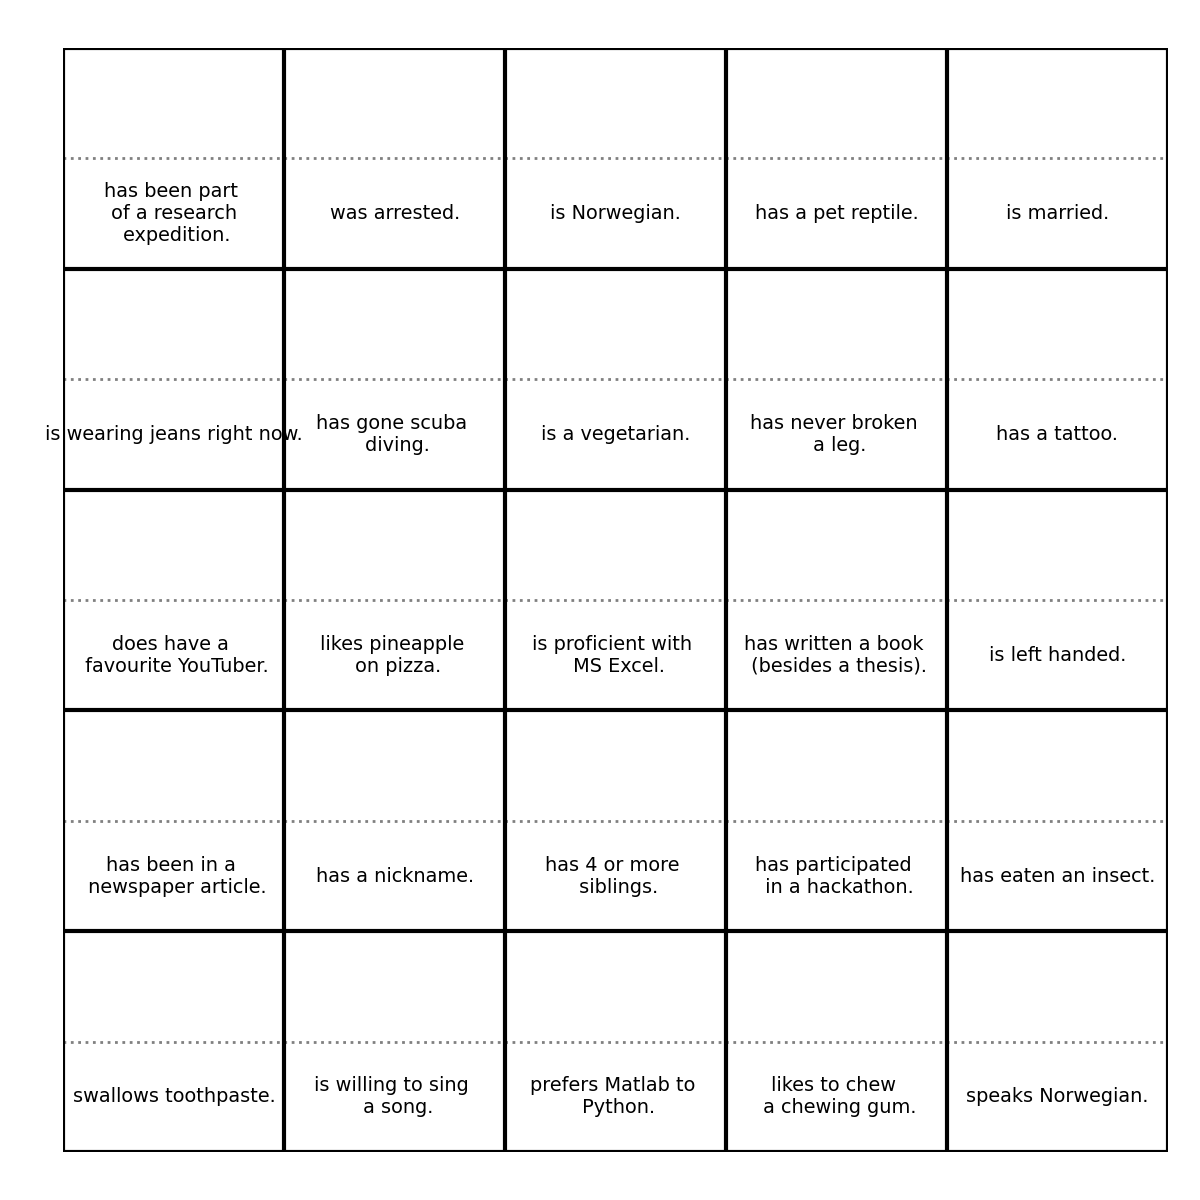 has been part
of a research
expedition.
was arrested.
is Norwegian.
has a pet reptile.
is married.
is wearing jeans right now.
has gone scuba
diving.
is a vegetarian.
has never broken
a leg.
has a tattoo.
does have a
favourite YouTuber.
likes pineapple
on pizza.
is proficient with
MS Excel.
has written a book
(besides a thesis).
is left handed.
has been in a
newspaper article.
has a nickname.
has 4 or more
siblings.
has participated
in a hackathon.
has eaten an insect.
swallows toothpaste.
is willing to sing
a song.
prefers Matlab to
Python.
likes to chew
a chewing gum.
speaks Norwegian.